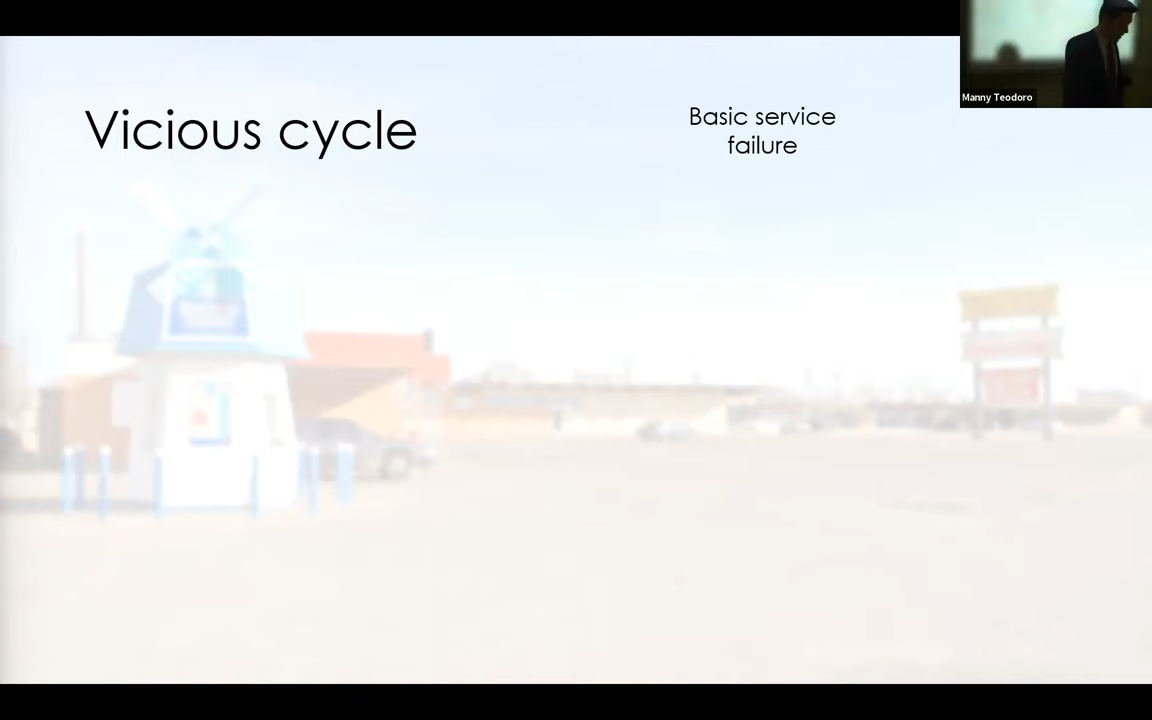 Vicious cycle
Basic service
failure
Manny Teodoro